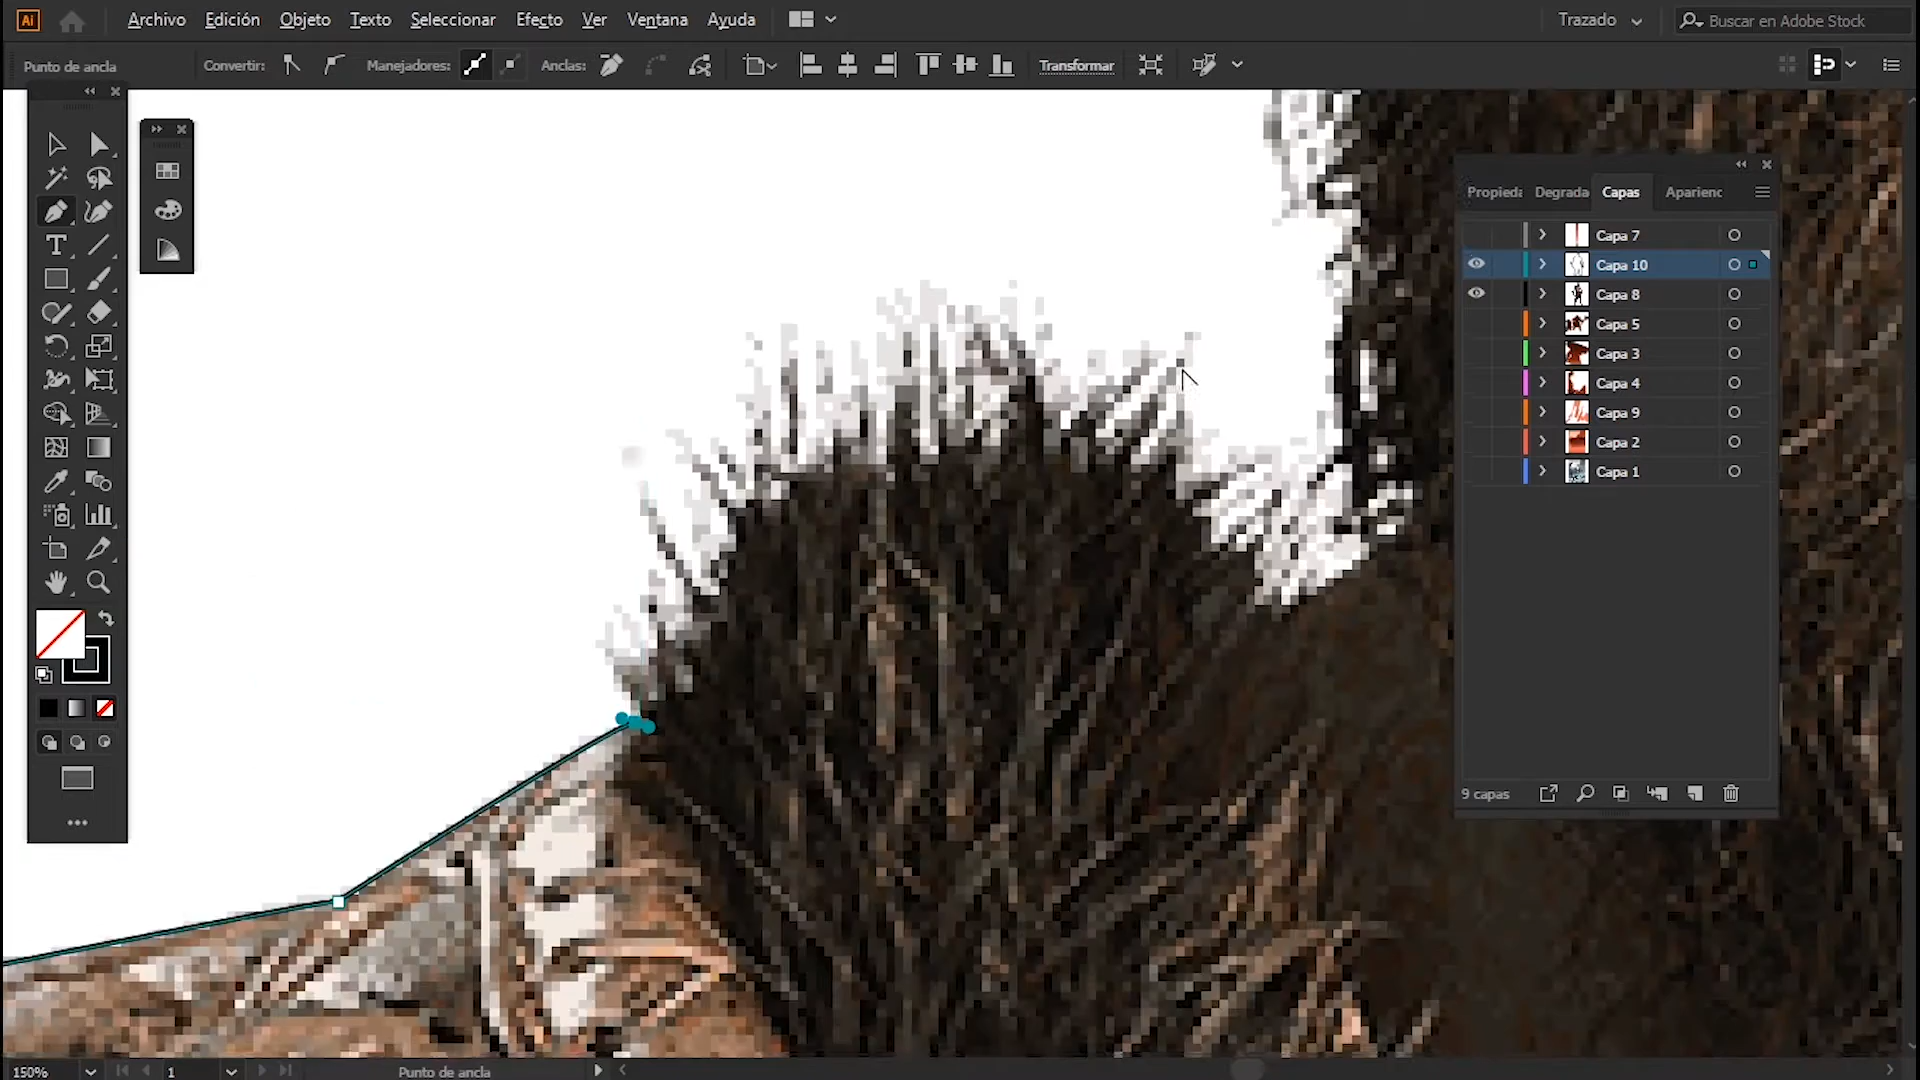 Ai Archivo Edición Objeto Texto Seleccionar Efecto Ver Ventana Ayuda Trazado Buscar en Adobe Stock
Punto de ancla Convertir: Manejadores: Anclas: Transformar
Propieda Degrada Capas Aparienc
Capa 7
Capa 10
Capa 8
Capa 5
Capa 3
Capa 4
Capa 9
Capa 2
Capa 1
9 capas
150% 1 Punto de ancla